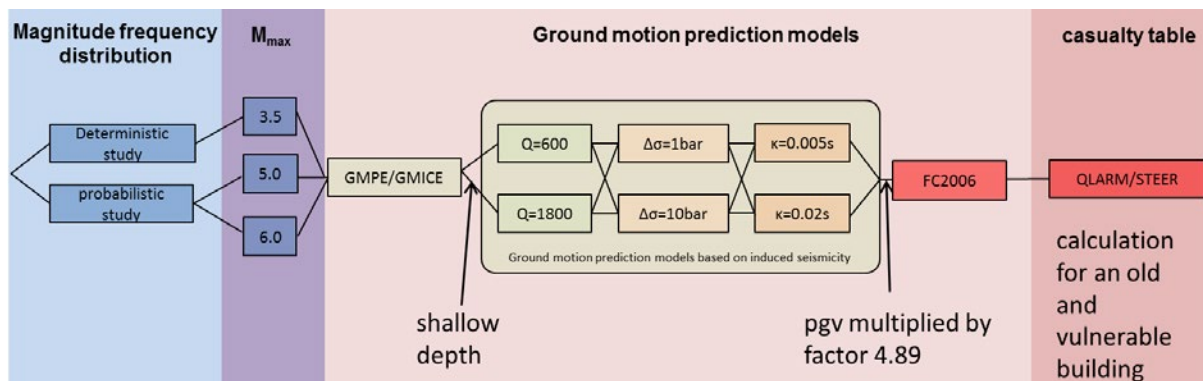 Magnitude frequency
distribution
M_max
Ground motion prediction models
casualty table
Deterministic
study
probabilistic
study
3.5
5.0
6.0
GMPE/GMICE
Q=600
Q=1800
Δσ=1bar
Δσ=10bar
κ=0.005s
κ=0.02s
Ground motion prediction models based on induced seismicity
FC2006
QLARM/STEER
shallow
depth
pgv multiplied by
factor 4.89
calculation
for an old
and
vulnerable
building